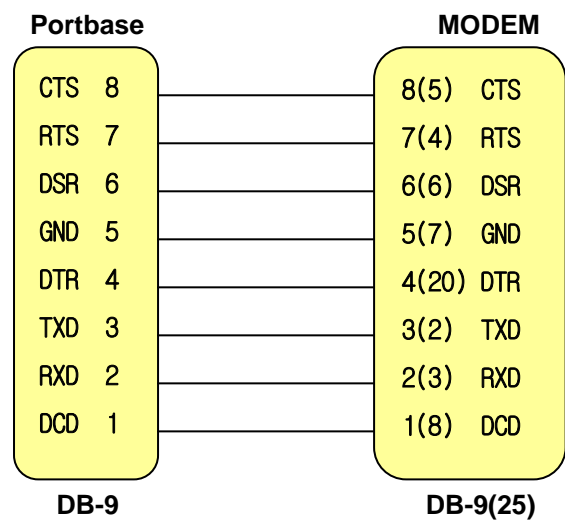 Portbase MODEM
CTS 8 8(5) CTS
RTS 7 7(4) RTS
DSR 6 6(6) DSR
GND 5 5(7) GND
DTR 4 4(20) DTR
TXD 3 3(2) TXD
RXD 2 2(3) RXD
DCD 1 1(8) DCD
DB-9 DB-9(25)